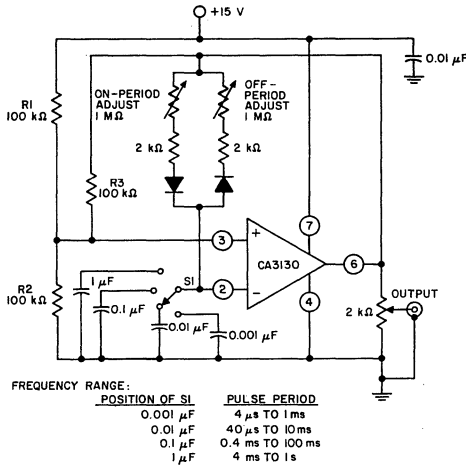 +15 V
0.01 µF
R1
100 kΩ
ON-PERIOD
ADJUST
1 MΩ
OFF-
PERIOD
ADJUST
1 MΩ
2 kΩ
2 kΩ
R3
100 kΩ
7
3
+
CA3130
6
R2
100 kΩ
1 µF
S1
2
−
4
OUTPUT
0.1 µF
2 kΩ
0.01 µF
0.001 µF
FREQUENCY RANGE:
POSITION OF S1 PULSE PERIOD
0.001 µF 4 µs TO 1 ms
0.01 µF 40 µs TO 10 ms
0.1 µF 0.4 ms TO 100 ms
1 µF 4 ms TO 1 s